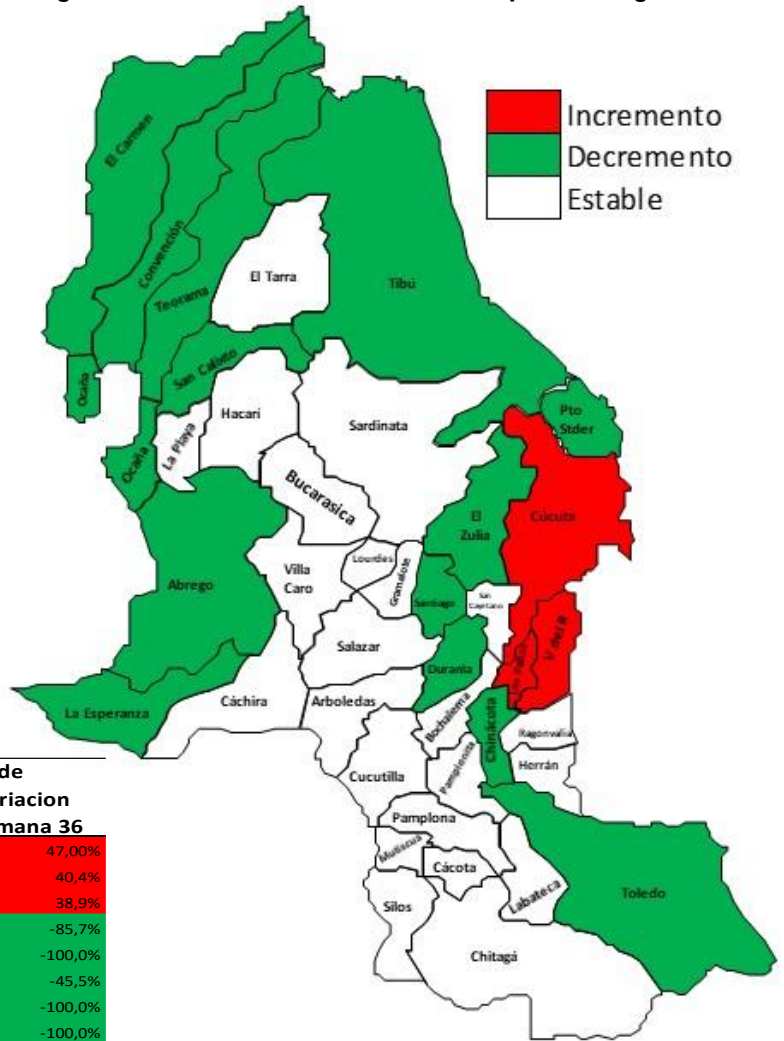 Incremento
Decremento
Estable
El Carmen
Convención
Teorama
El Tarra
Tibú
San Calixto
Ocaña
Hacari
La Playa
Sardinata
Pto
Stder
Ocaña
Bucarasica
El
Zulia
Cúcuta
Abrego
Villa
Caro
Lourdes
Gramalote
Santiago
San
Cayetano
V del R
Salazar
Durania
La Esperanza
Cáchira
Arboledas
Bochalema
Chinácota
Ragonvalia
Herrán
Cucutilla
Pamplonita
Pamplona
Mutiscua
Cácota
Labateca
Toledo
Silos
Chitagá
de
riacion
mana 36
47,00%
40,4%
38,9%
-85,7%
-100,0%
-45,5%
-100,0%
-100,0%